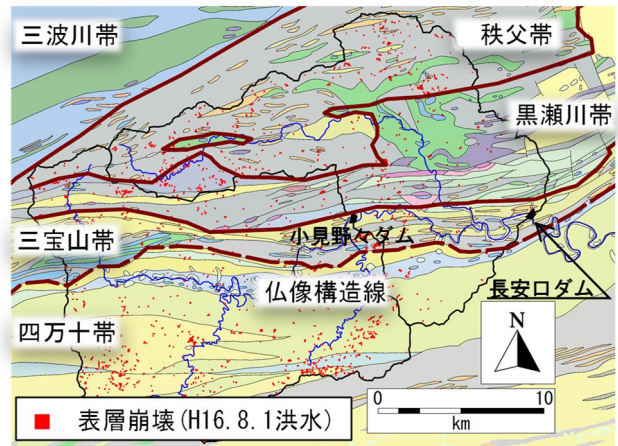 三波川帯
秩父帯
黒瀬川帯
小見野々ダム
三宝山帯
仏像構造線
長安口ダム
四万十帯
N
0 10
km
表層崩壊(H16.8.1洪水)